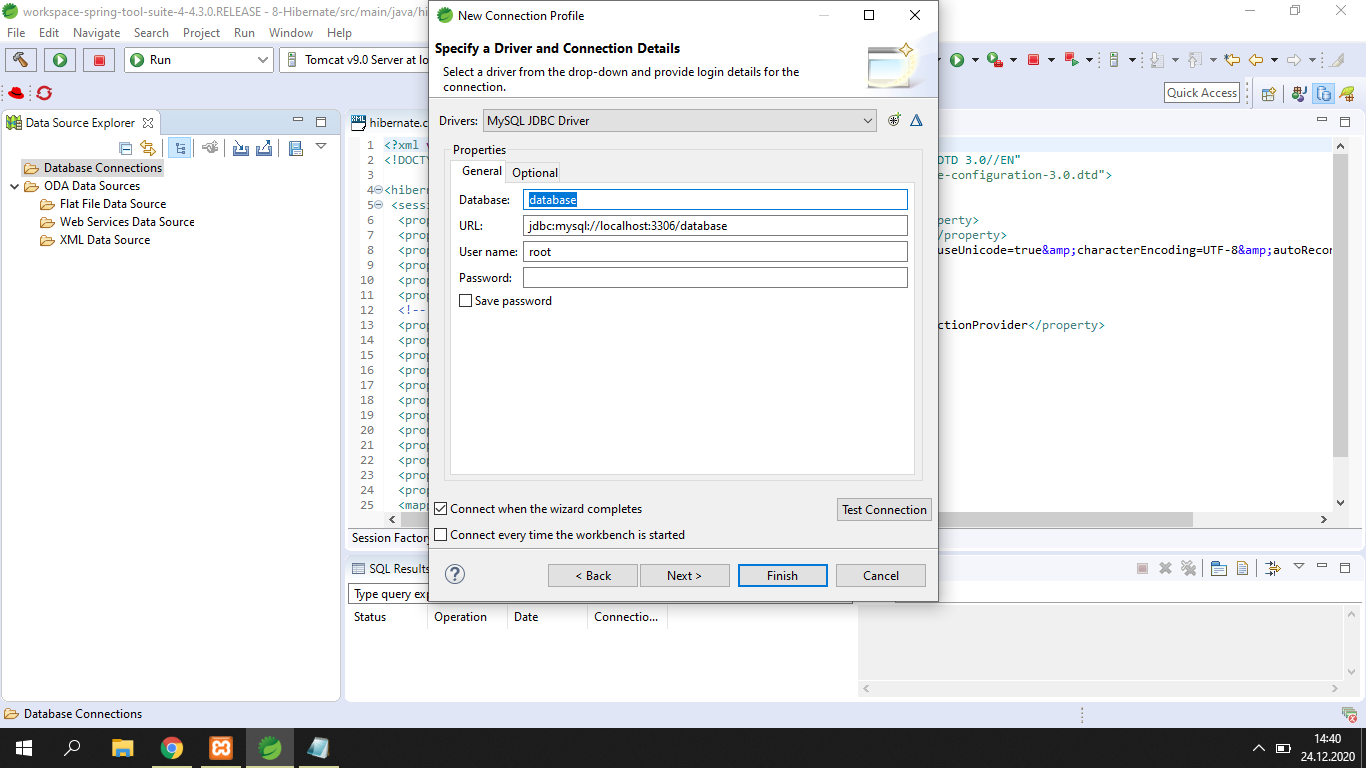 workspace-spring-tool-suite-4-4.3.0.RELEASE - 8-Hibernate/src/main/java/hi
New Connection Profile
File Edit Navigate Search Project Run Window Help
Specify a Driver and Connection Details
Select a driver from the drop-down and provide login details for the
connection.
Run
Tomcat v9.0 Server at lo
Quick Access
Data Source Explorer
Database Connections
ODA Data Sources
Flat File Data Source
Web Services Data Source
XML Data Source
hibernate.c
1 <?xml v
2 <!DOCTY
DTD 3.0//EN"
3
e-configuration-3.0.dtd">
4 <hibern
5 <sessi
6 <prop
perty>
7 <prop
/property>
8 <prop
useUnicode=true&amp;characterEncoding=UTF-8&amp;autoRecon
9 <prop
10 <prop
11 <prop
12 <!--
13 <prop
ctionProvider</property>
14 <prop
15 <prop
16 <prop
17 <prop
18 <prop
19 <prop
20 <prop
21 <prop
22 <prop
23 <prop
24 <prop
25 <mapp
Session Factory
Drivers: MySQL JDBC Driver
Properties
General Optional
Database: database
URL: jdbc:mysql://localhost:3306/database
User name: root
Password:
Save password
Connect when the wizard completes
Test Connection
Connect every time the workbench is started
? < Back Next > Finish Cancel
SQL Results
Type query exp
Status Operation Date Connectio...
Database Connections
14:40
24.12.2020